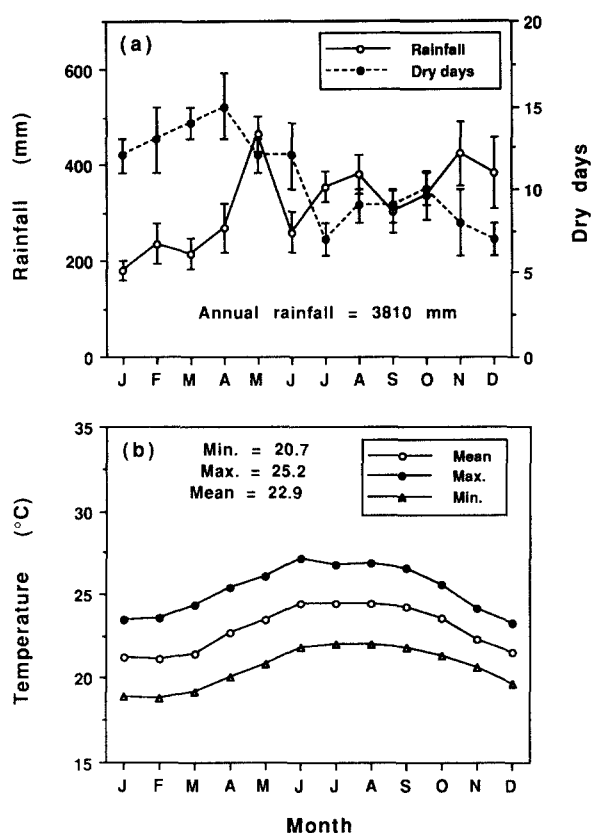 (a)
Rainfall
Dry days
20
15
10
5
0
Dry days
600
400
200
0
Rainfall (mm)
Annual rainfall = 3810 mm
J F M A M J J A S O N D
(b)
Min. = 20.7
Max. = 25.2
Mean = 22.9
Mean
Max.
Min.
35
30
25
20
15
Temperature (°C)
J F M A M J J A S O N D
Month